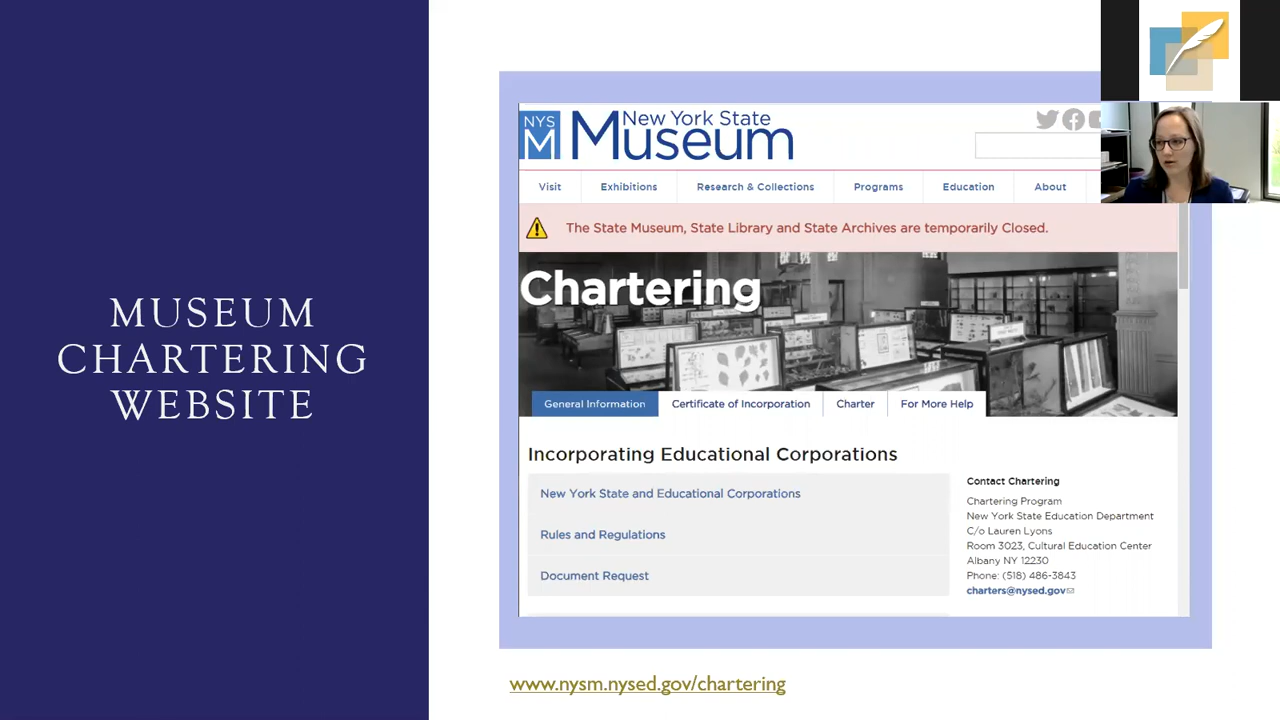 MUSEUM
CHARTERING
WEBSITE
NYS
M
New York State
Museum
Visit
Exhibitions
Research & Collections
Programs
Education
About
The State Museum, State Library and State Archives are temporarily Closed.
Chartering
General Information
Certificate of Incorporation
Charter
For More Help
Incorporating Educational Corporations
New York State and Educational Corporations
Rules and Regulations
Document Request
Contact Chartering
Chartering Program
New York State Education Department
C/o Lauren Lyons
Room 3023, Cultural Education Center
Albany NY 12230
Phone: (518) 486-3843
charters@nysed.gov
www.nysm.nysed.gov/chartering